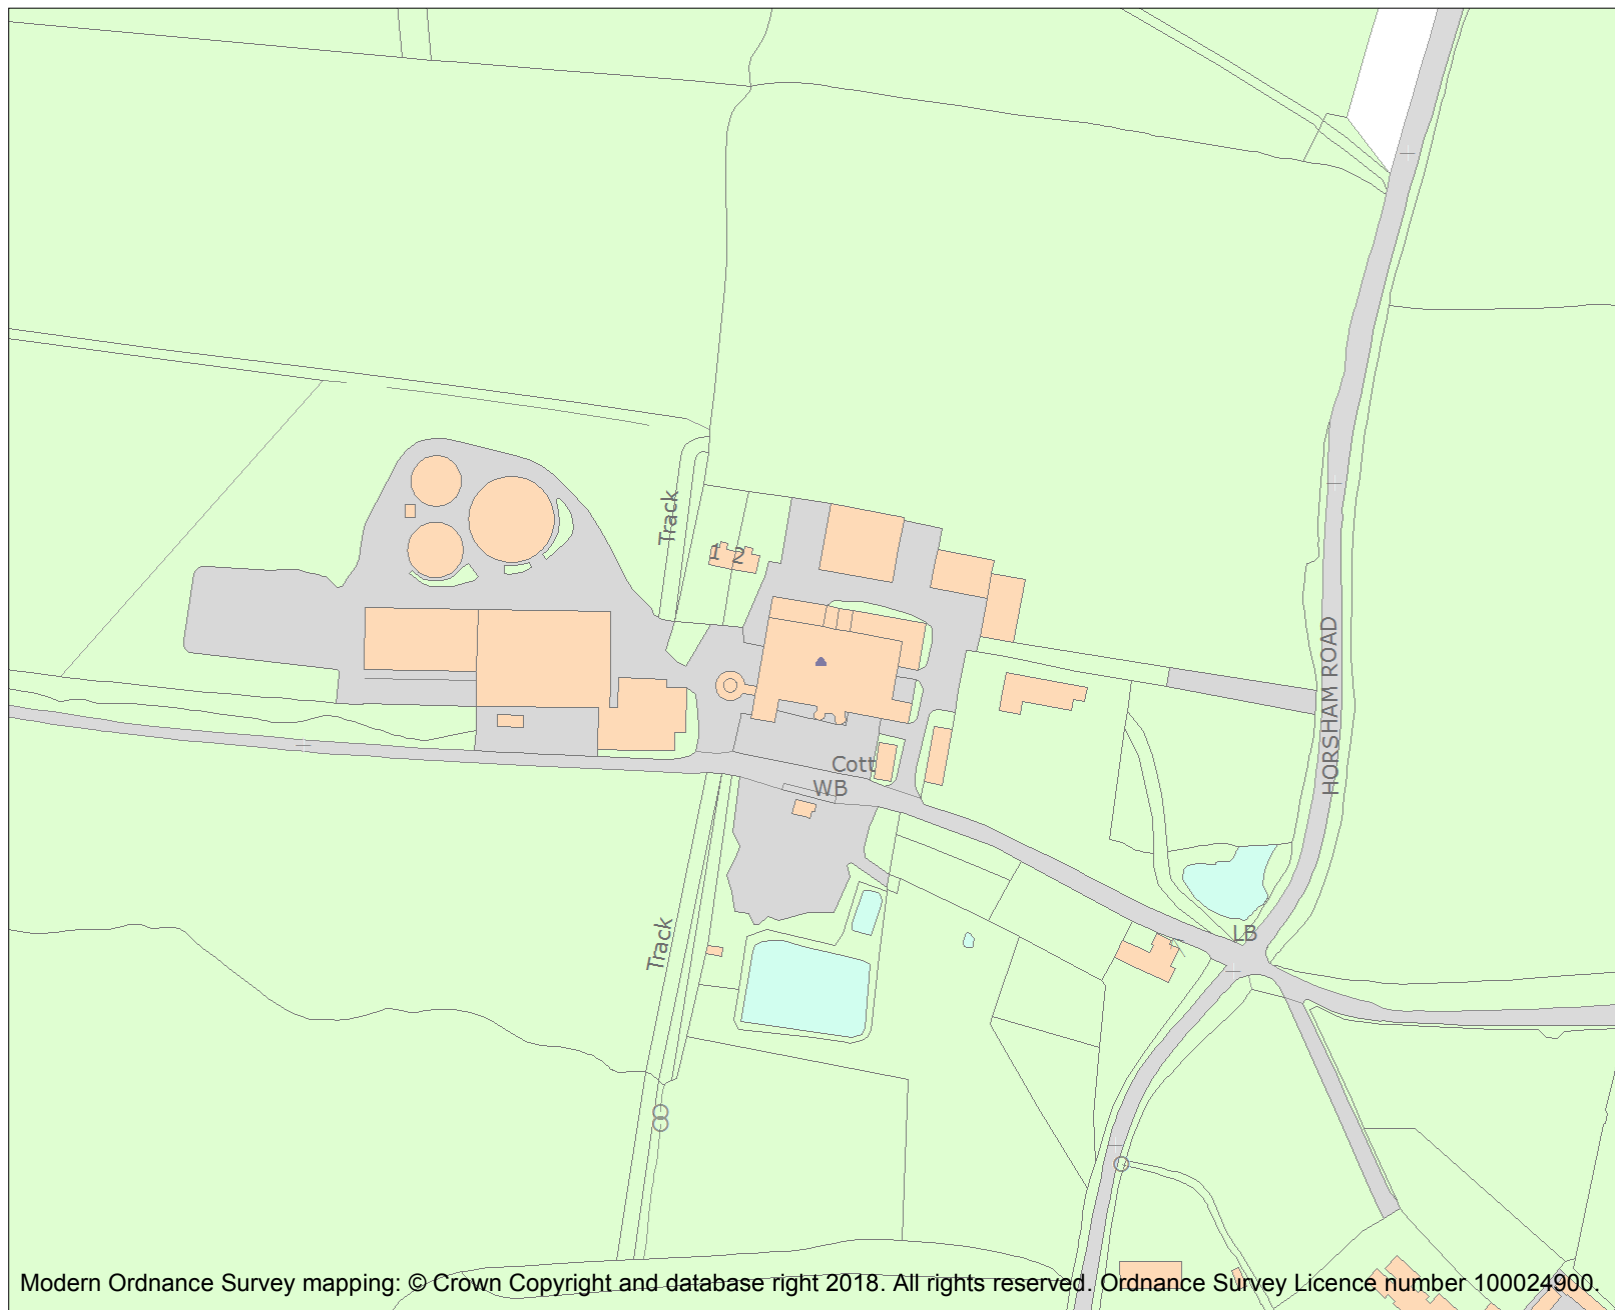 Track
1 2
HORSHAM ROAD
Cott
WB
LB
Track
Modern Ordnance Survey mapping: © Crown Copyright and database right 2018. All rights reserved. Ordnance Survey Licence number 100024900.